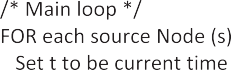 /* Main loop */
FOR each source Node (s)
Set t to be current time